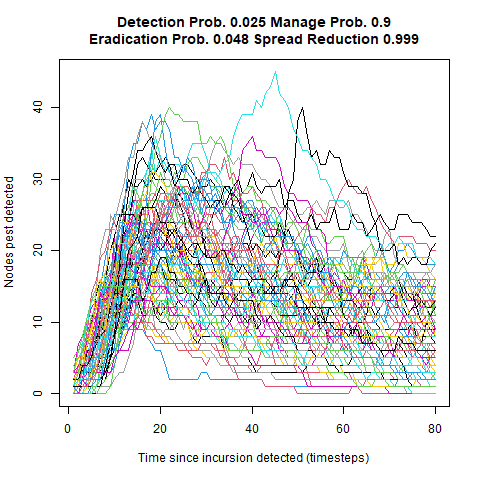 Detection Prob. 0.025 Manage Prob. 0.9
Eradication Prob. 0.048 Spread Reduction 0.999
Nodes pest detected
40
30
20
10
0
0 20 40 60 80
Time since incursion detected (timesteps)